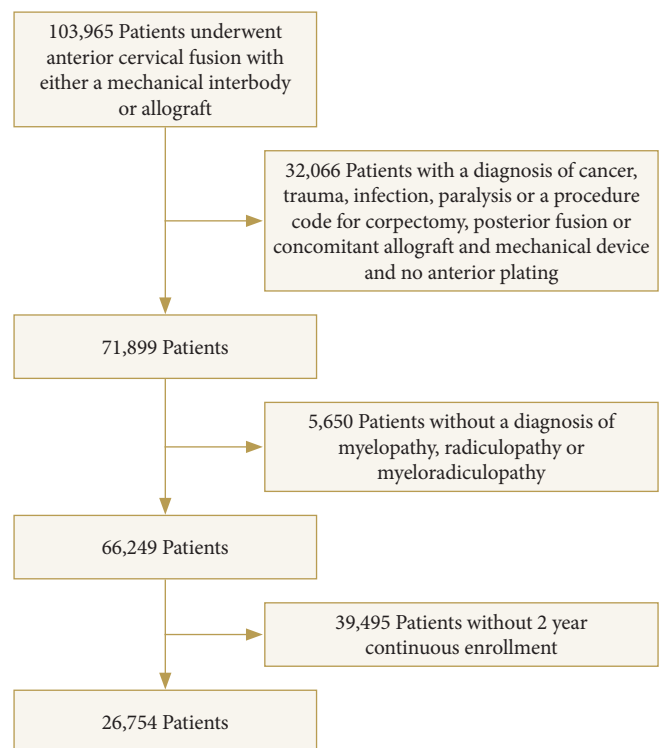 103,965 Patients underwent
anterior cervical fusion with
either a mechanical interbody
or allograft
32,066 Patients with a diagnosis of cancer,
trauma, infection, paralysis or a procedure
code for corpectomy, posterior fusion or
concomitant allograft and mechanical device
and no anterior plating
71,899 Patients
5,650 Patients without a diagnosis of
myelopathy, radiculopathy or
myeloradiculopathy
66,249 Patients
39,495 Patients without 2 year
continuous enrollment
26,754 Patients